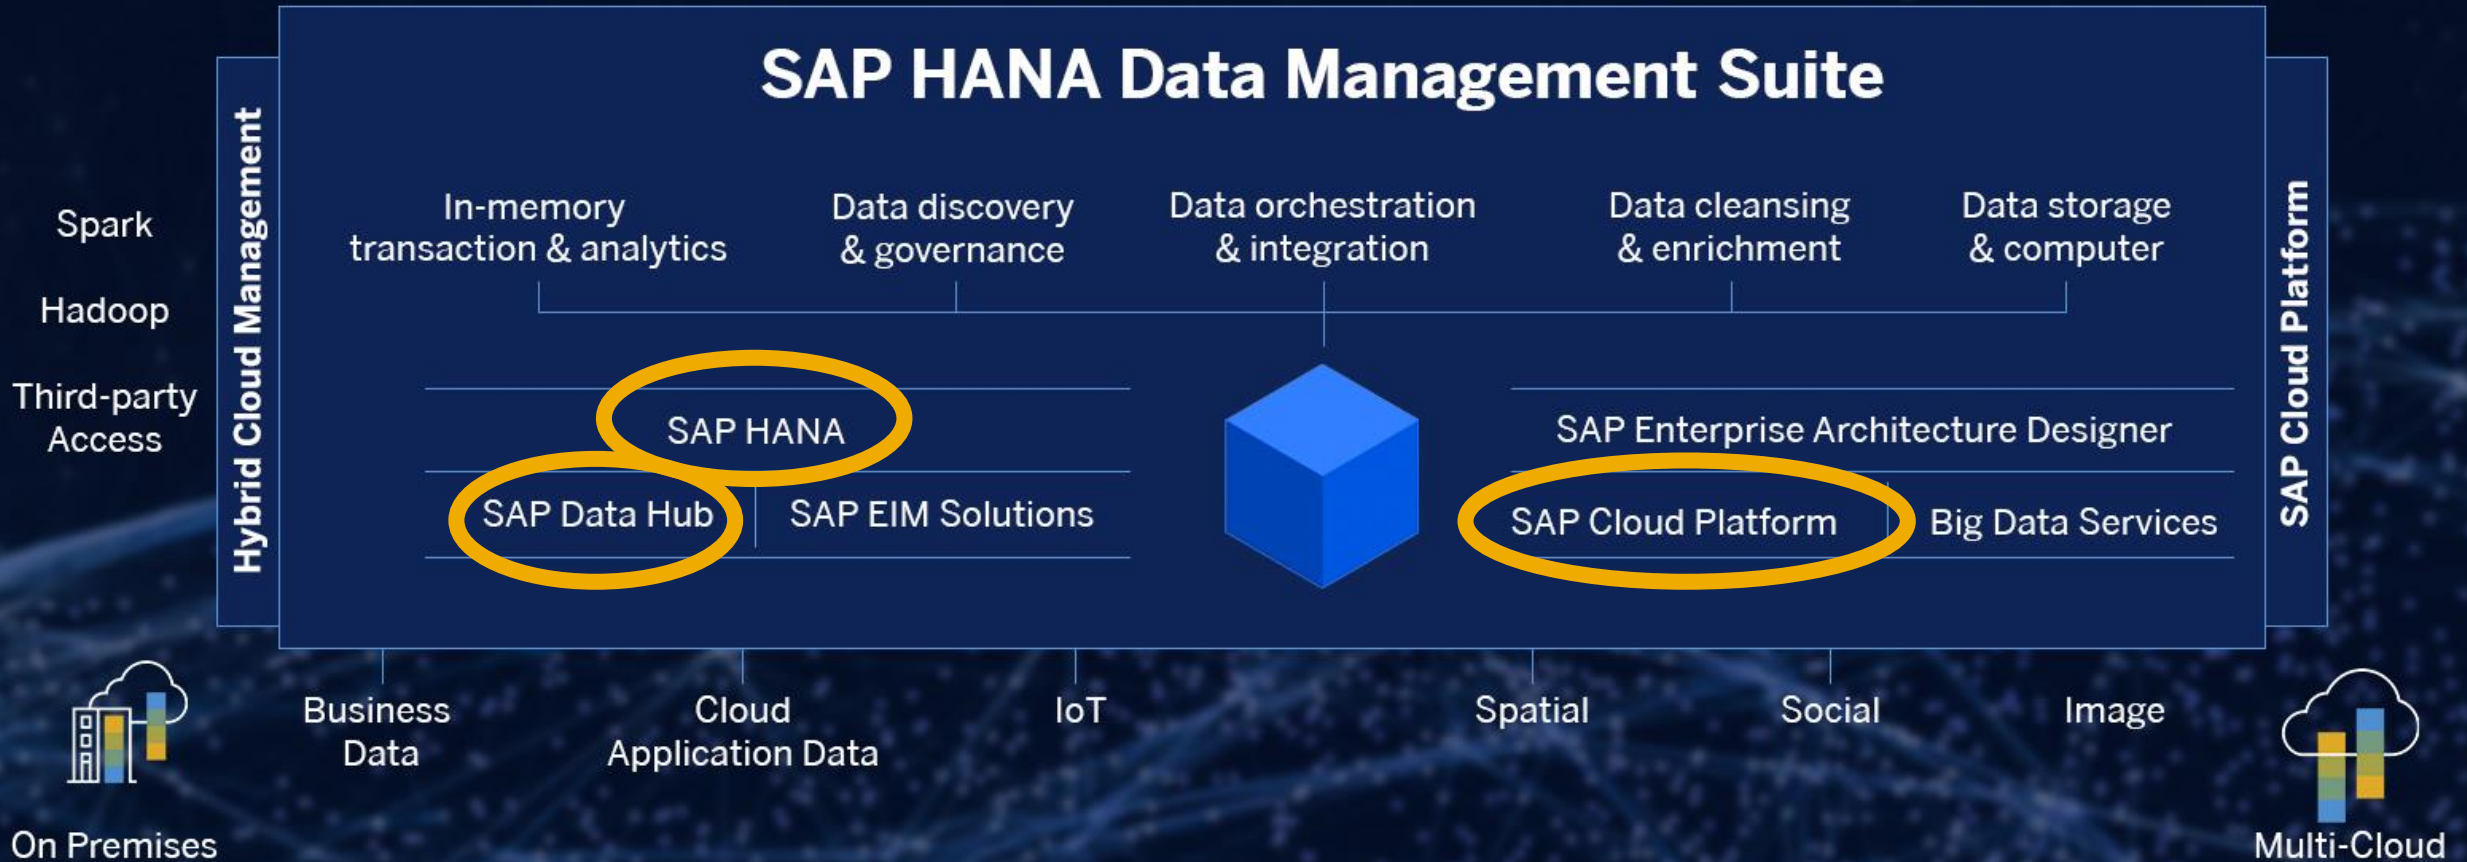 SAP HANA Data Management Suite
Hybrid Cloud Management
SAP Cloud Platform
Spark
Hadoop
Third-party
Access
In-memory
transaction & analytics
Data discovery
& governance
Data orchestration
& integration
Data cleansing
& enrichment
Data storage
& computer
SAP HANA
SAP Data Hub
SAP EIM Solutions
SAP Enterprise Architecture Designer
SAP Cloud Platform
Big Data Services
Business
Data
Cloud
Application Data
IoT
Spatial
Social
Image
On Premises
Multi-Cloud